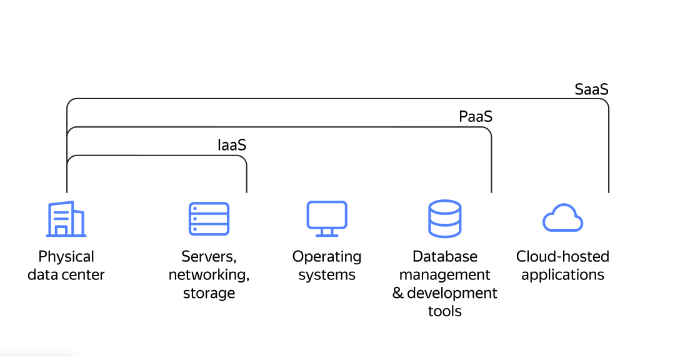 SaaS
PaaS
IaaS
Physical
data center
Servers,
networking,
storage
Operating
systems
Database
management
& development
tools
Cloud-hosted
applications